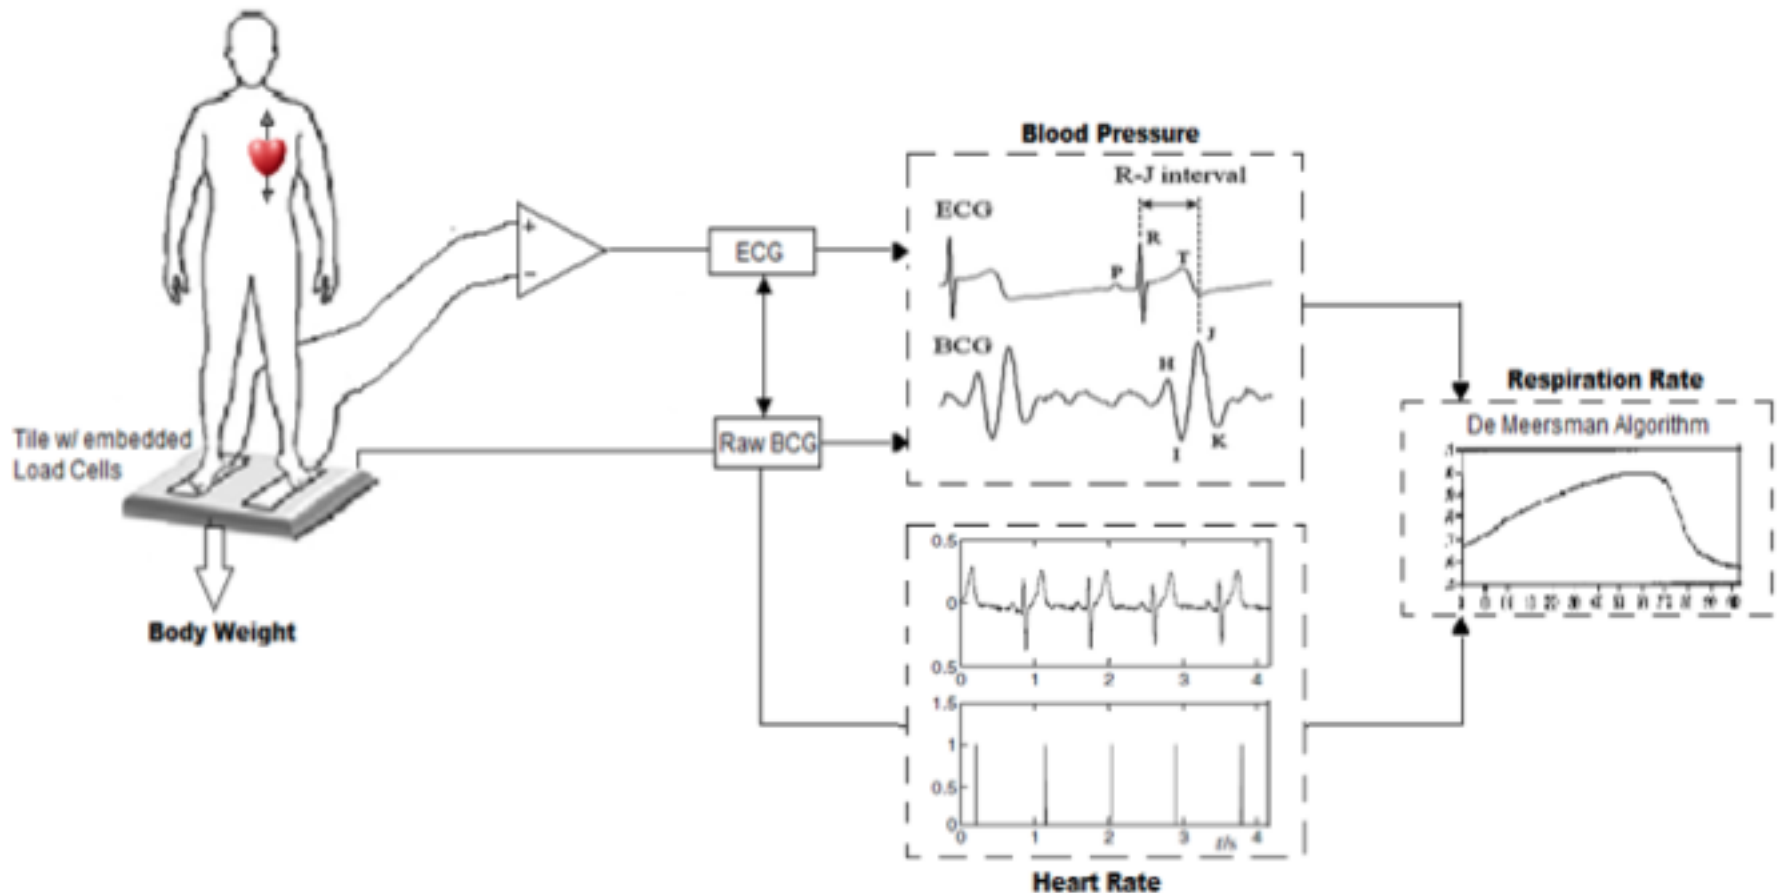 Blood Pressure
R-J interval
ECG
R
P
T
BCG
J
H
I
K
+
-
ECG
Raw BCG
Tile w/ embedded
Load Cells
Body Weight
0.5
0
0.5
0 1 2 3 4
1.5
1
0.5
0
0 1 2 3 4
t/s
Heart Rate
Respiration Rate
De Meersman Algorithm